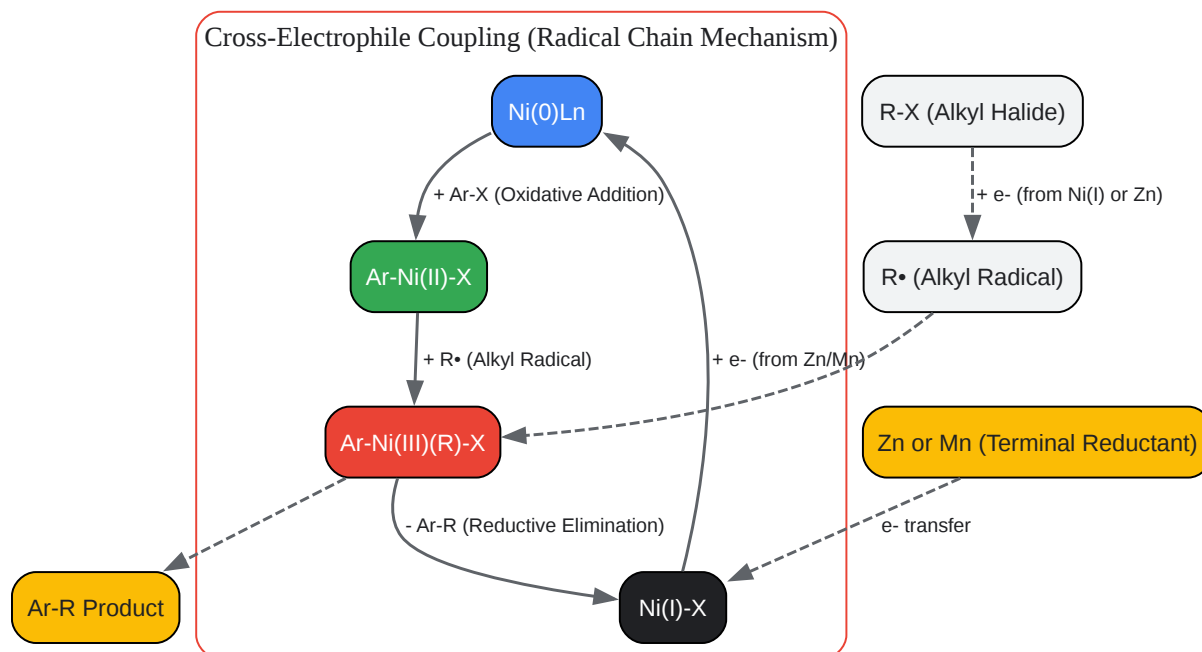 Cross-Electrophile Coupling (Radical Chain Mechanism)
Ni(0)Ln
R-X (Alkyl Halide)
+ Ar-X (Oxidative Addition)
+ e- (from Ni(I) or Zn)
Ar-Ni(II)-X
R• (Alkyl Radical)
+ R• (Alkyl Radical)
+ e- (from Zn/Mn)
Ar-Ni(III)(R)-X
Zn or Mn (Terminal Reductant)
- Ar-R (Reductive Elimination)
e- transfer
Ar-R Product
Ni(I)-X